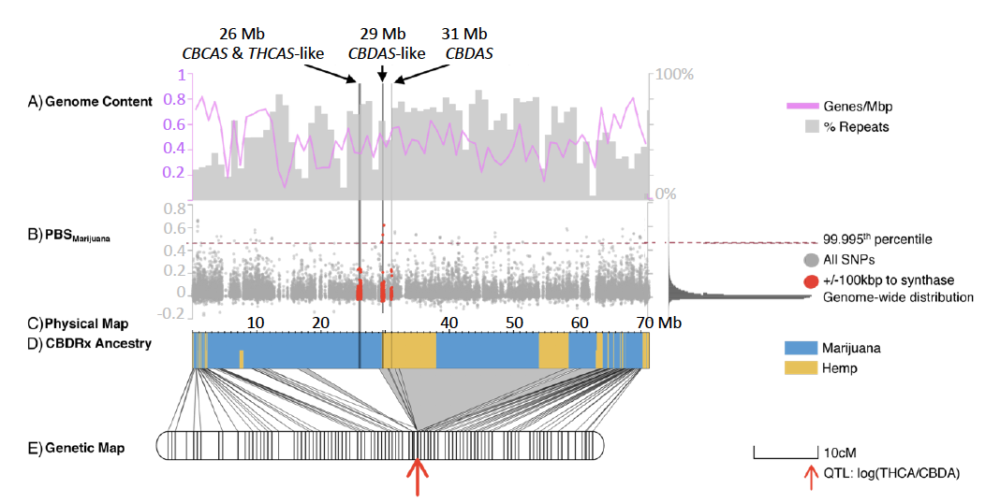 26 Mb
CBCAS & THCAS-like
29 Mb
CBDAS-like
31 Mb
CBDAS
A) Genome Content
1
0.8
0.6
0.4
0.2
100%
0%
Genes/Mbp
% Repeats
B) PBSMarijuana
0.8
0.6
0.4
0.2
0
-0.2
99.995th percentile
All SNPs
+/-100kbp to synthase
Genome-wide distribution
C) Physical Map
10 20 30 40 50 60 70 Mb
D) CBDRx Ancestry
Marijuana
Hemp
E) Genetic Map
10cM
QTL: log(THCA/CBDA)